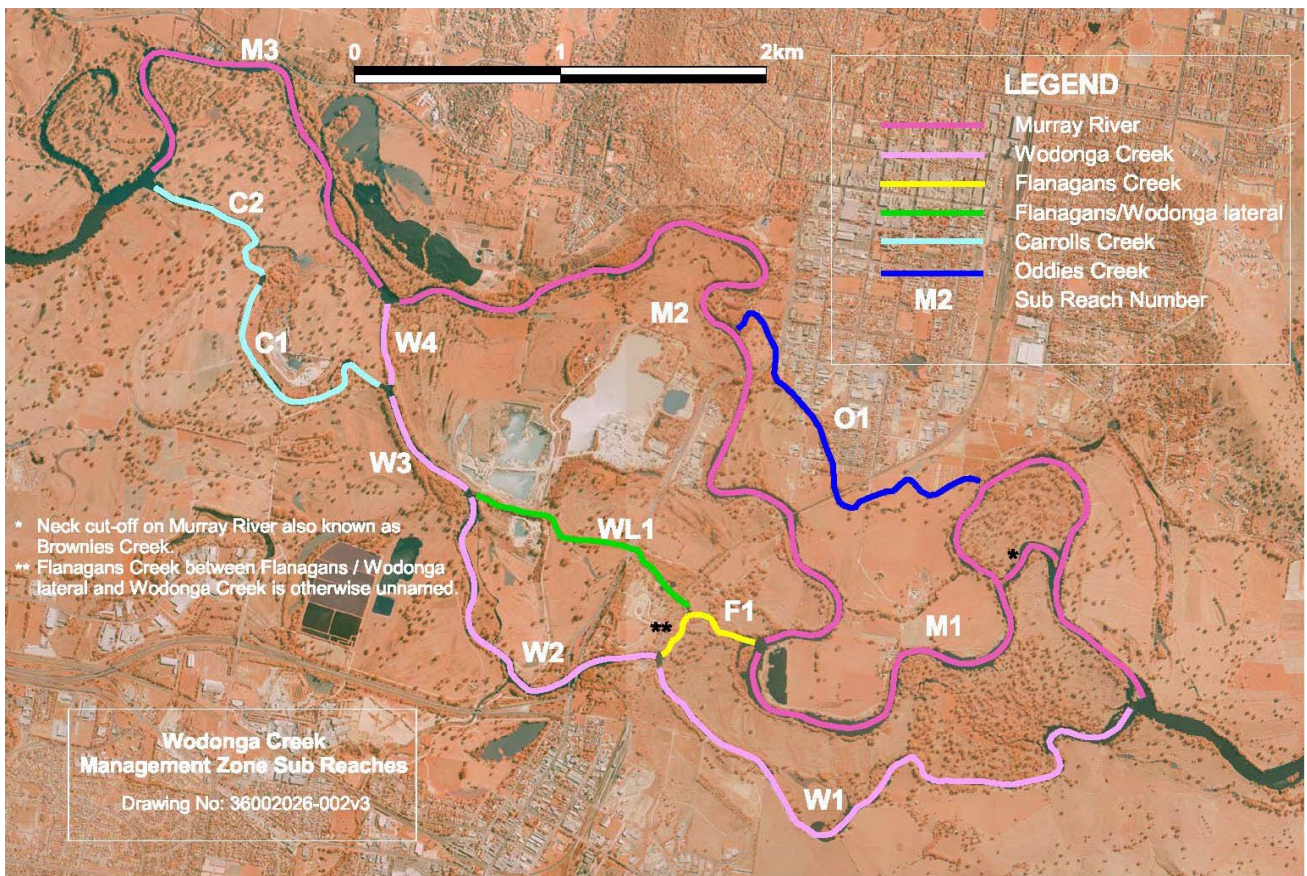 M3
0 1 2km
LEGEND
Murray River
Wodonga Creek
Flanagans Creek
Flanagans/Wodonga lateral
Carrolls Creek
Oddies Creek
M2 Sub Reach Number
C2
M2
C1
W4
O1
W3
* Neck cut-off on Murray River also known as
Brownies Creek.
** Flanagans Creek between Flanagans / Wodonga
lateral and Wodonga Creek is otherwise unnamed.
WL1
*
F1
**
M1
W2
Wodonga Creek
Management Zone Sub Reaches
Drawing No: 36002026-002v3
W1